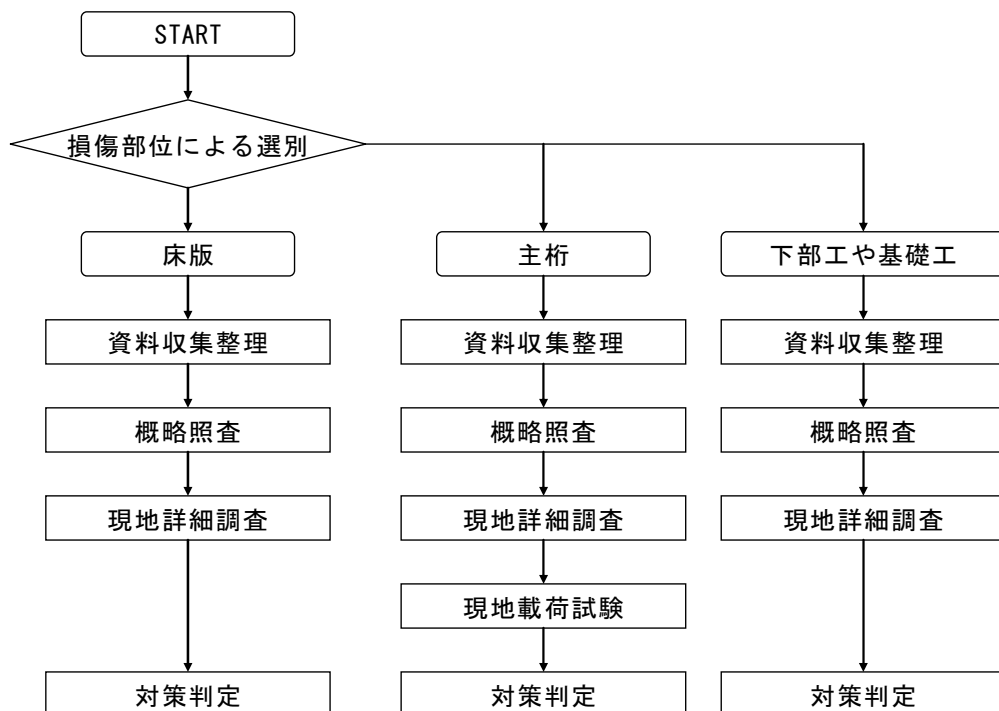 START
損傷部位による選別
床版
主桁
下部工や基礎工
資料収集整理
資料収集整理
資料収集整理
概略照査
概略照査
概略照査
現地詳細調査
現地詳細調査
現地詳細調査
現地載荷試験
対策判定
対策判定
対策判定